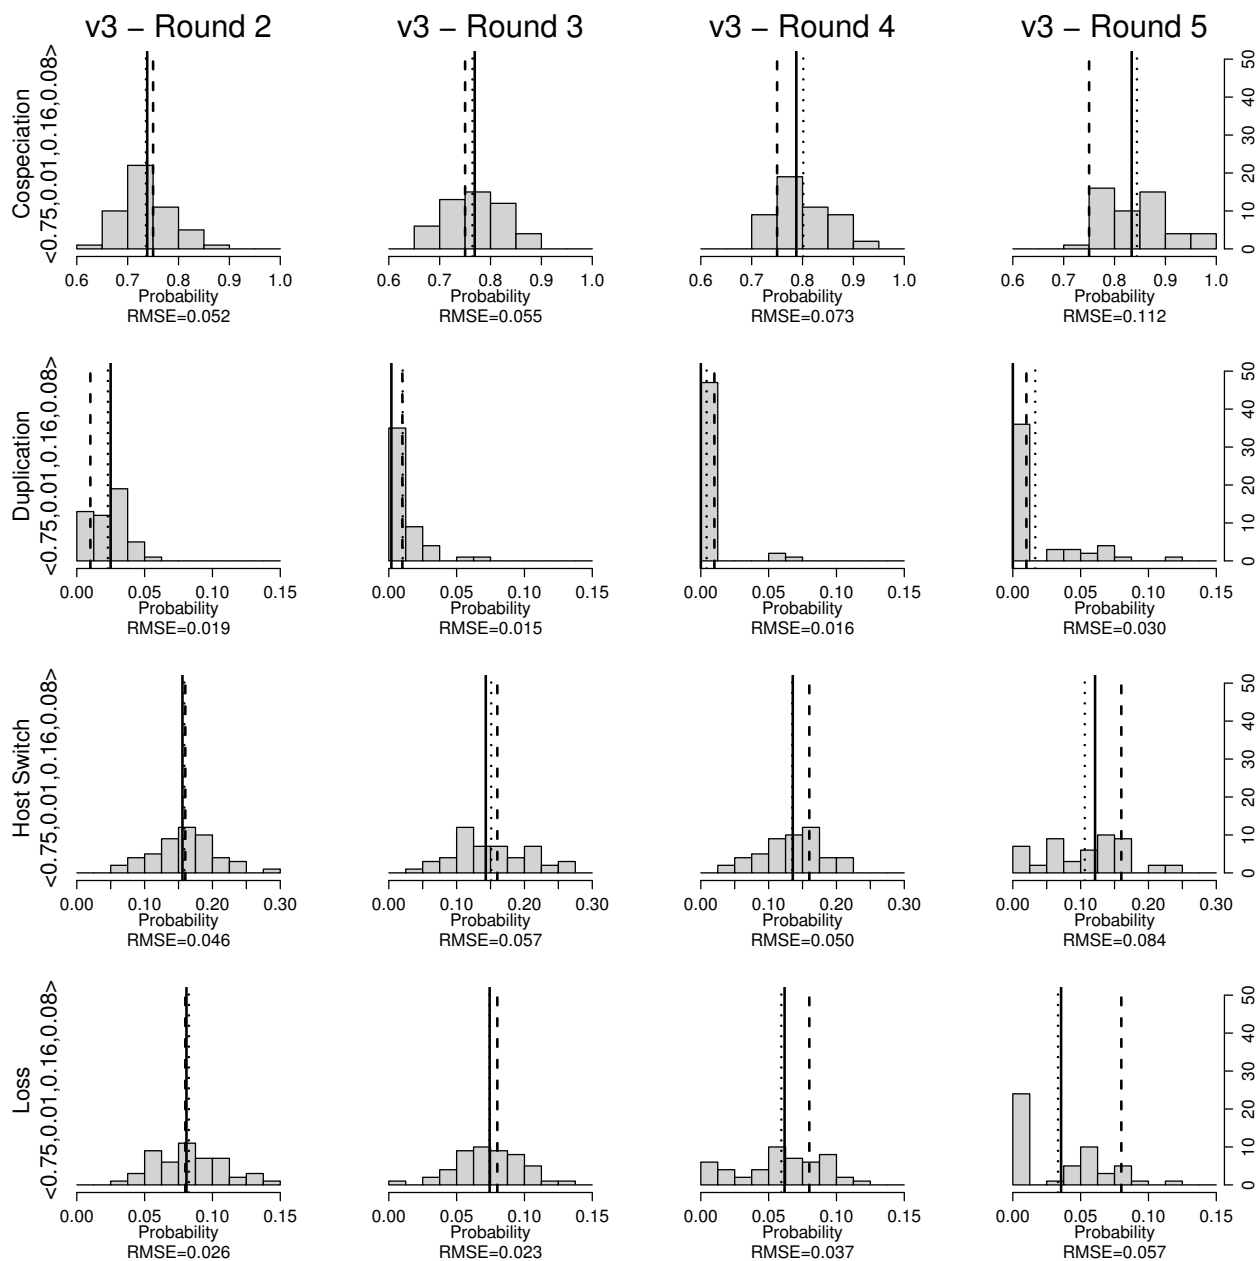 v3 – Round 2
v3 – Round 3
v3 – Round 4
v3 – Round 5
Cospeciation
<0.75,0.01,0.16,0.08>
0.6 0.7 0.8 0.9 1.0
Probability
RMSE=0.052
0.6 0.7 0.8 0.9 1.0
Probability
RMSE=0.055
0.6 0.7 0.8 0.9 1.0
Probability
RMSE=0.073
0.6 0.7 0.8 0.9 1.0
Probability
RMSE=0.112
0 10 20 30 40 50
Duplication
<0.75,0.01,0.16,0.08>
0.00 0.05 0.10 0.15
Probability
RMSE=0.019
0.00 0.05 0.10 0.15
Probability
RMSE=0.015
0.00 0.05 0.10 0.15
Probability
RMSE=0.016
0.00 0.05 0.10 0.15
Probability
RMSE=0.030
0 10 20 30 40 50
Host Switch
<0.75,0.01,0.16,0.08>
0.00 0.10 0.20 0.30
Probability
RMSE=0.046
0.00 0.10 0.20 0.30
Probability
RMSE=0.057
0.00 0.10 0.20 0.30
Probability
RMSE=0.050
0.00 0.10 0.20 0.30
Probability
RMSE=0.084
0 10 20 30 40 50
Loss
<0.75,0.01,0.16,0.08>
0.00 0.05 0.10 0.15
Probability
RMSE=0.026
0.00 0.05 0.10 0.15
Probability
RMSE=0.023
0.00 0.05 0.10 0.15
Probability
RMSE=0.037
0.00 0.05 0.10 0.15
Probability
RMSE=0.057
0 10 20 30 40 50